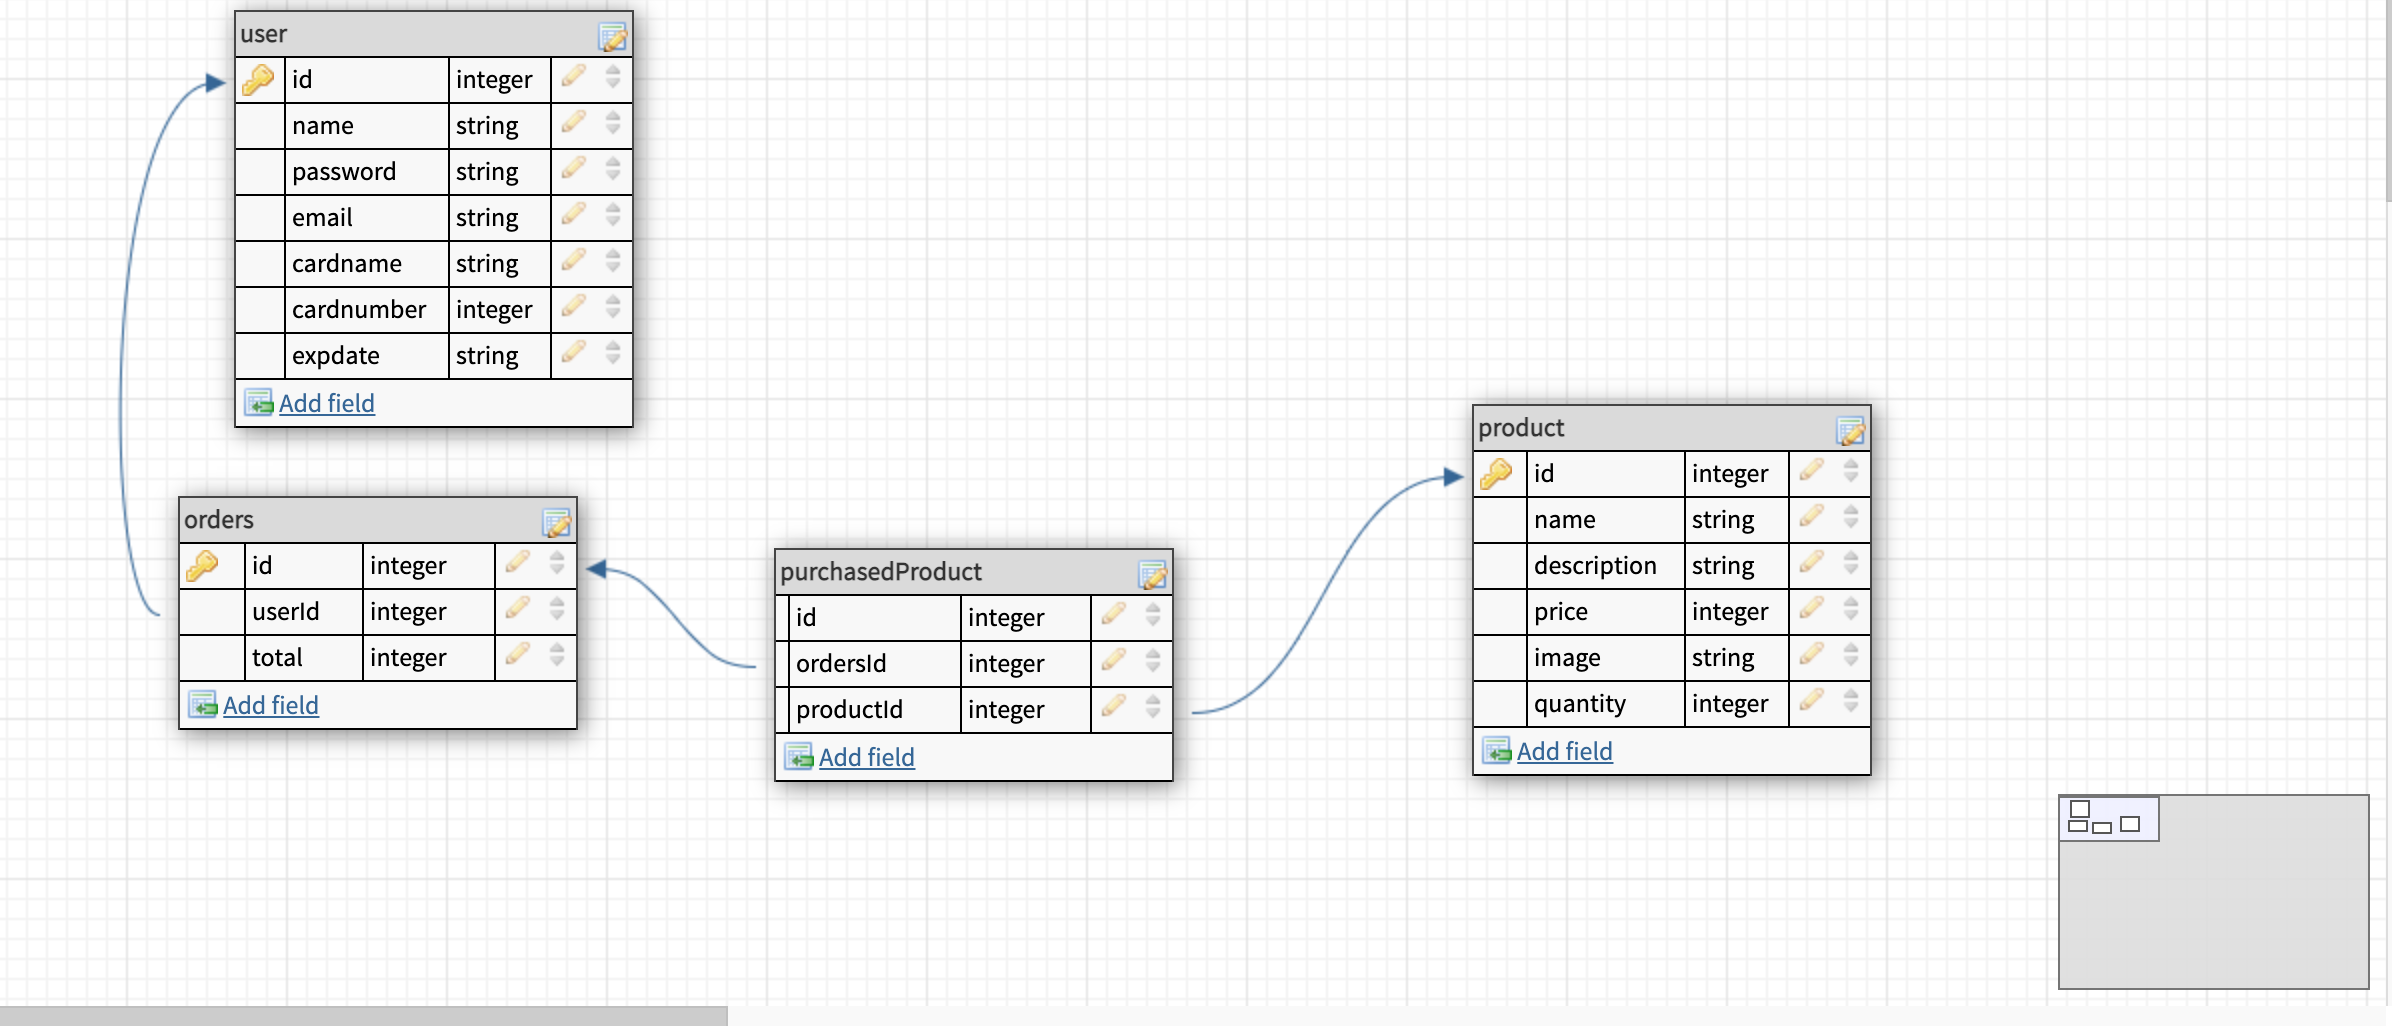 user
id integer
name string
password string
email string
cardname string
cardnumber integer
expdate string
Add field
orders
id integer
userId integer
total integer
Add field
purchasedProduct
id integer
ordersId integer
productId integer
Add field
product
id integer
name string
description string
price integer
image string
quantity integer
Add field